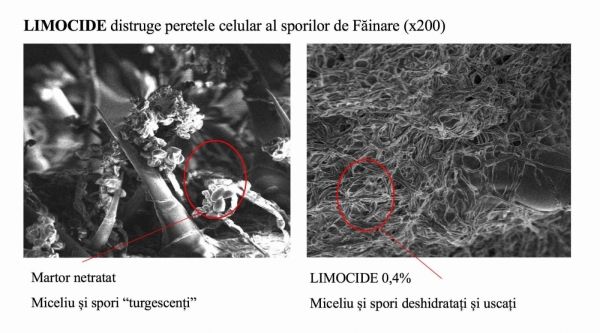 LIMOCIDE distruge peretele celular al sporilor de Făinare (x200)
Martor netratat
Miceliu și spori “turgescenți”
LIMOCIDE 0,4%
Miceliu și spori deshidratați și uscați